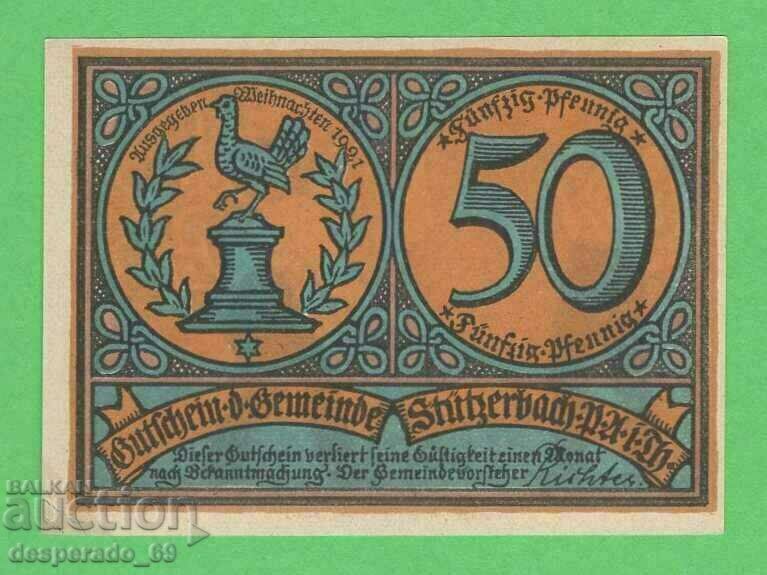 Ausgegeben Weihnachten 1921
Fünfzig·Pfennig
50
Fünfzig·Pfennig
Gutschein·d·Gemeinde Stützerbach·P·A·i·Th.
Dieser Gutschein verliert seine Gültigkeit einen Monat
nach Bekanntmachung·Der Gemeindevorsteher Richter.
BALKAN
auction
desperado_69